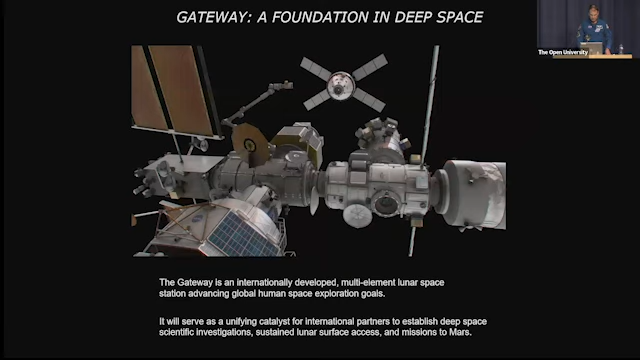 GATEWAY: A FOUNDATION IN DEEP SPACE
The Open University
The Gateway is an internationally developed, multi-element lunar space
station advancing global human space exploration goals.
It will serve as a unifying catalyst for international partners to establish deep space
scientific investigations, sustained lunar surface access, and missions to Mars.